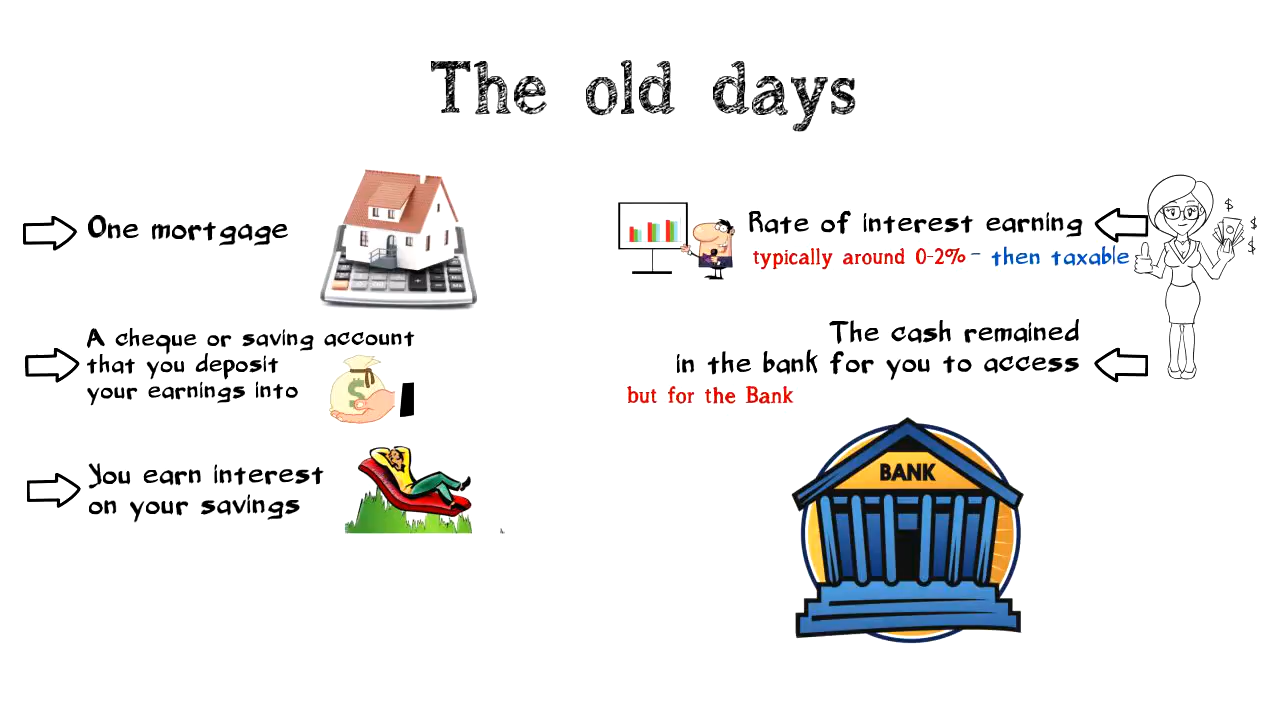 The old days
One mortgage
A cheque or saving account
that you deposit
your earnings into
You earn interest
on your savings
Rate of interest earning
typically around 0-2% - then taxable
The cash remained
in the bank for you to access
but for the Bank
BANK
$
$
$
$